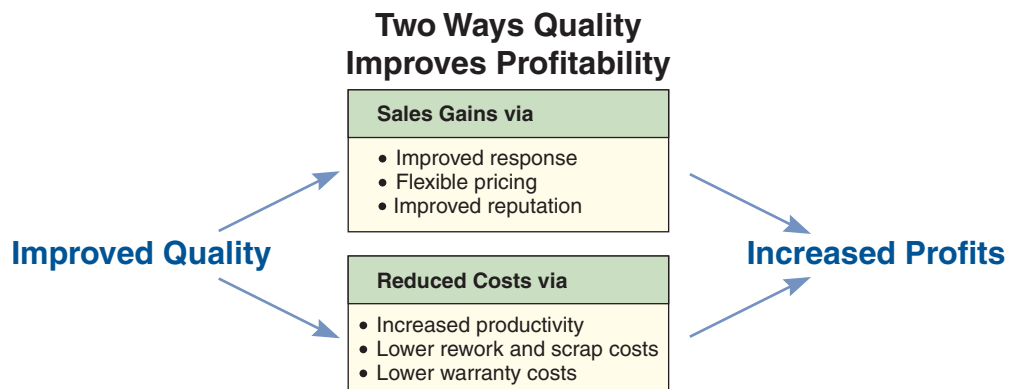 Two Ways Quality
Improves Profitability
Sales Gains via
• Improved response
• Flexible pricing
• Improved reputation
Improved Quality
Increased Profits
Reduced Costs via
• Increased productivity
• Lower rework and scrap costs
• Lower warranty costs